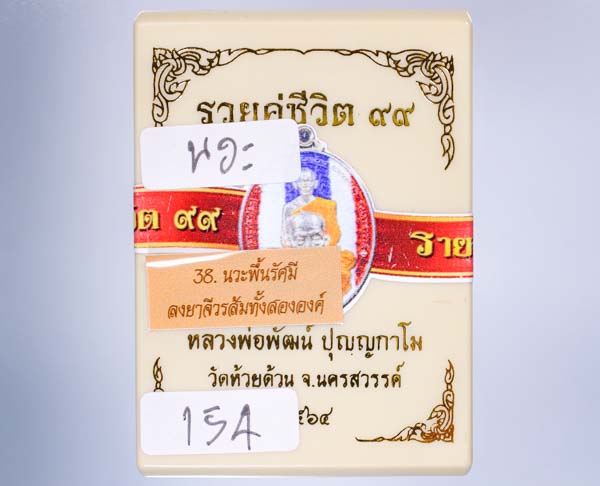 รวยคู่ชีวิต ๙๙
นวะ
ต ๙๙
รวย
38. นวะพื้นรัศมี
ลงยาจีวรส้มทั้งสององค์
หลวงพ่อพัฒน์ ปุญญกาโม
วัดห้วยด้วน จ.นครสวรรค์
๕๖๔
154